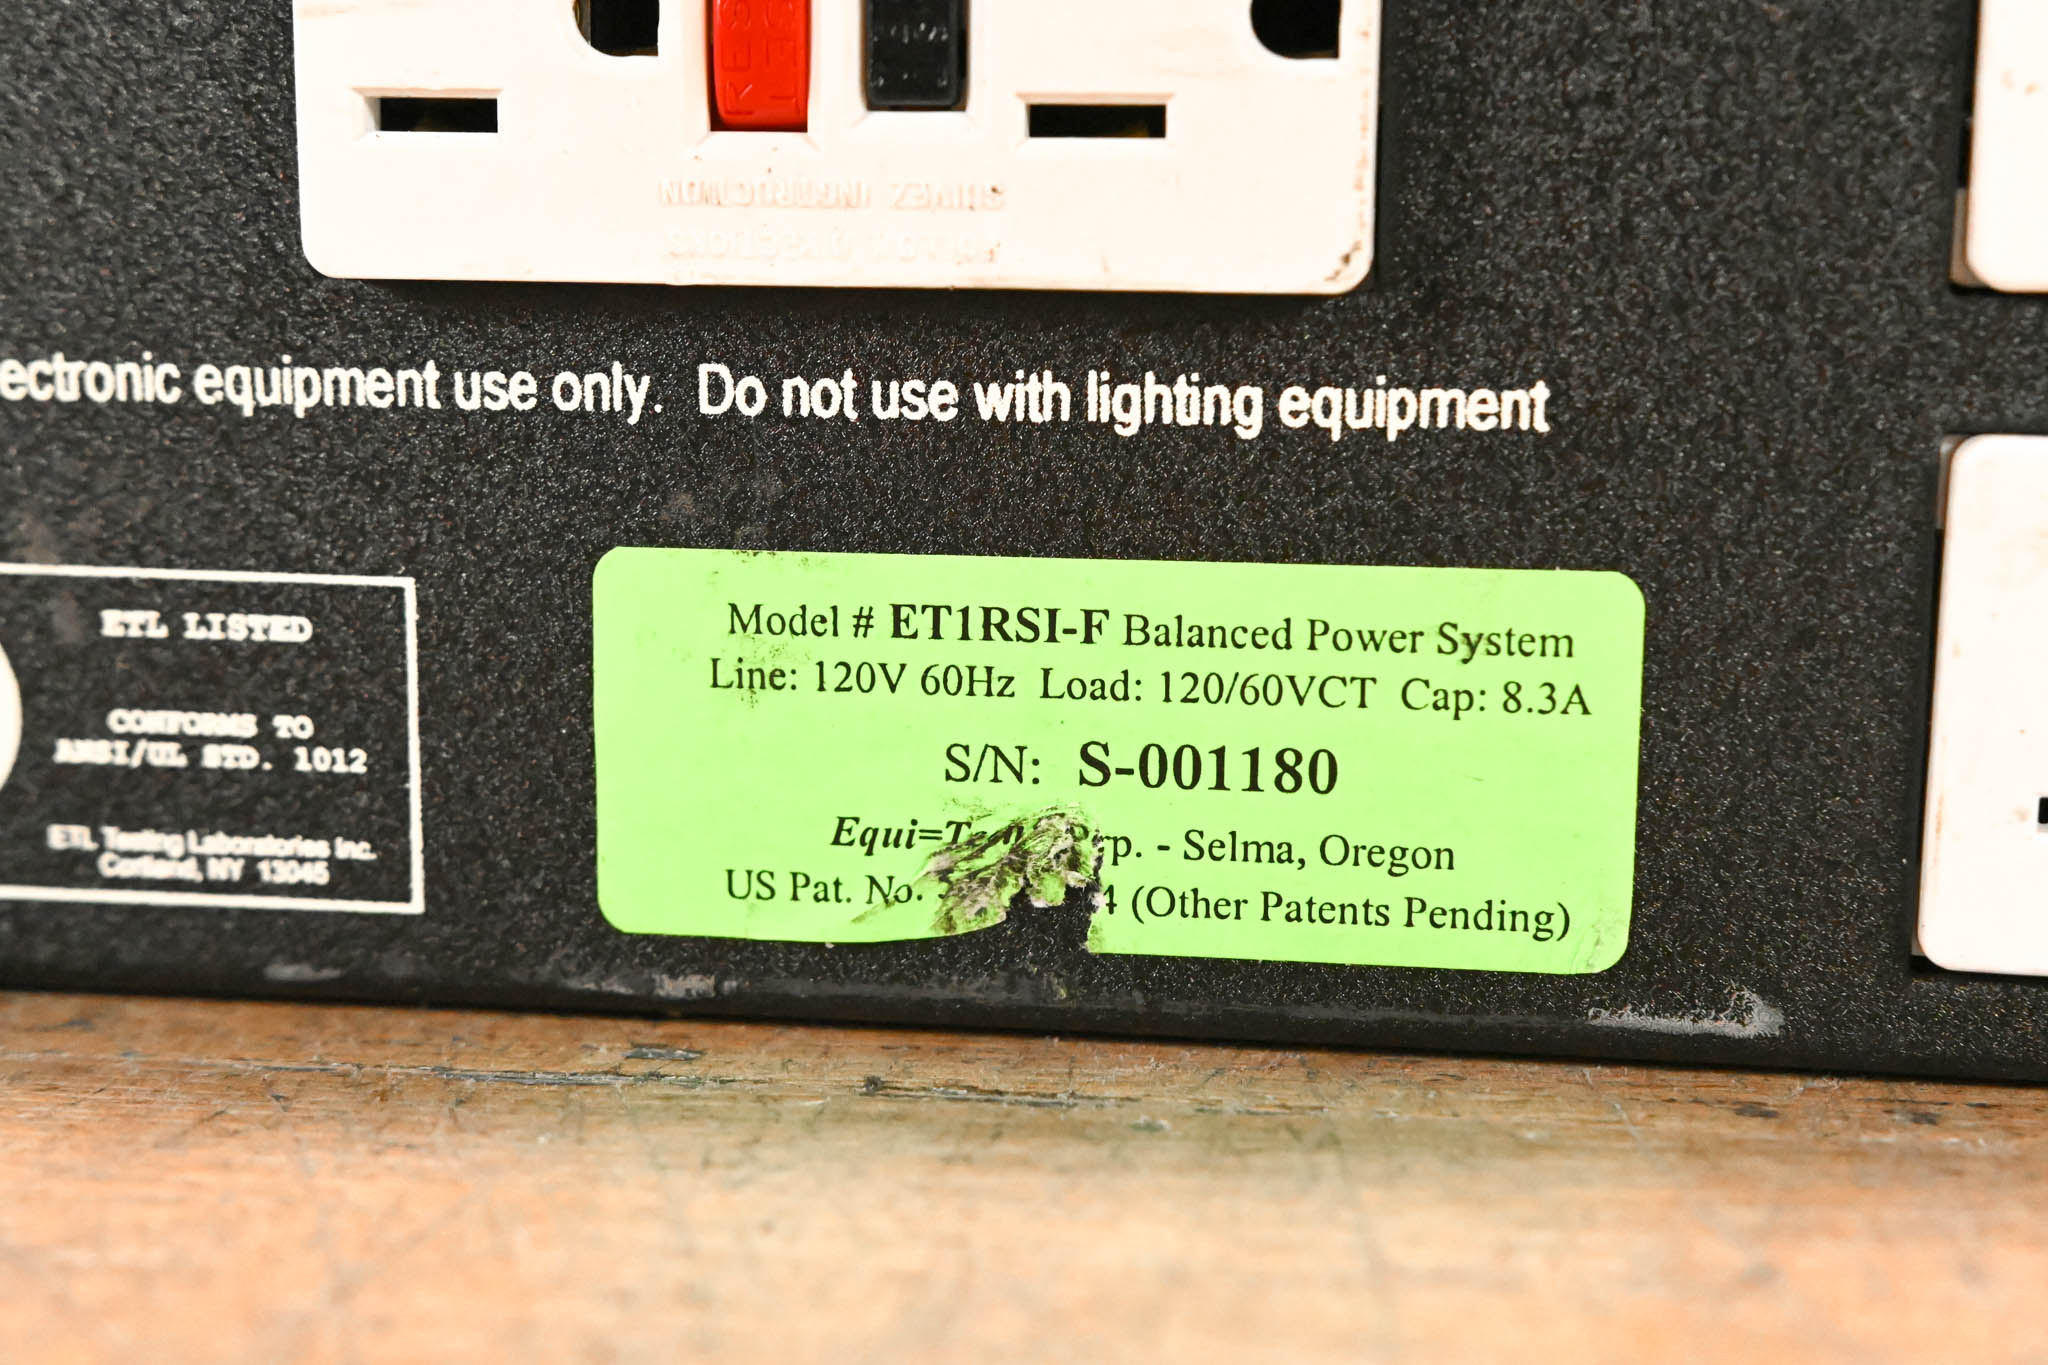 ectronic equipment use only. Do not use with lighting equipment
ETL LISTED
CONFORMS TO
ANSI/UL STD. 1012
ETL Testing Laboratories Inc.
Cortland, NY 13045
Model # ET1RSI-F Balanced Power System
Line: 120V 60Hz Load: 120/60VCT Cap: 8.3A
S/N: S-001180
Equi= - Selma, Oregon
US Pat. No. 4 (Other Patents Pending)